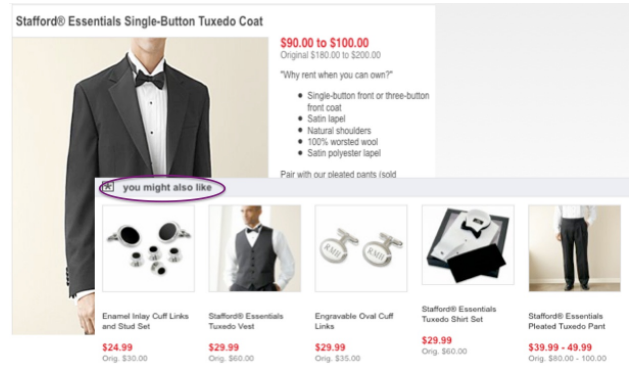 Stafford® Essentials Single-Button Tuxedo Coat
$90.00 to $100.00
Original $180.00 to $200.00
"Why rent when you can own?"
• Single-button front or three-button
front coat
• Satin lapel
• Natural shoulders
• 100% worsted wool
• Satin polyester lapel
Pair with our pleated pants (sold
you might also like
RMB
RMB
Enamel Inlay Cuff Links
and Stud Set
$24.99
Orig. $30.00
Stafford® Essentials
Tuxedo Vest
$29.99
Orig. $60.00
Engravable Oval Cuff
Links
$29.99
Orig. $35.00
Stafford® Essentials
Tuxedo Shirt Set
$29.99
Orig. $60.00
Stafford® Essentials
Pleated Tuxedo Pant
$39.99 - 49.99
Orig. $80.00 - 100.00